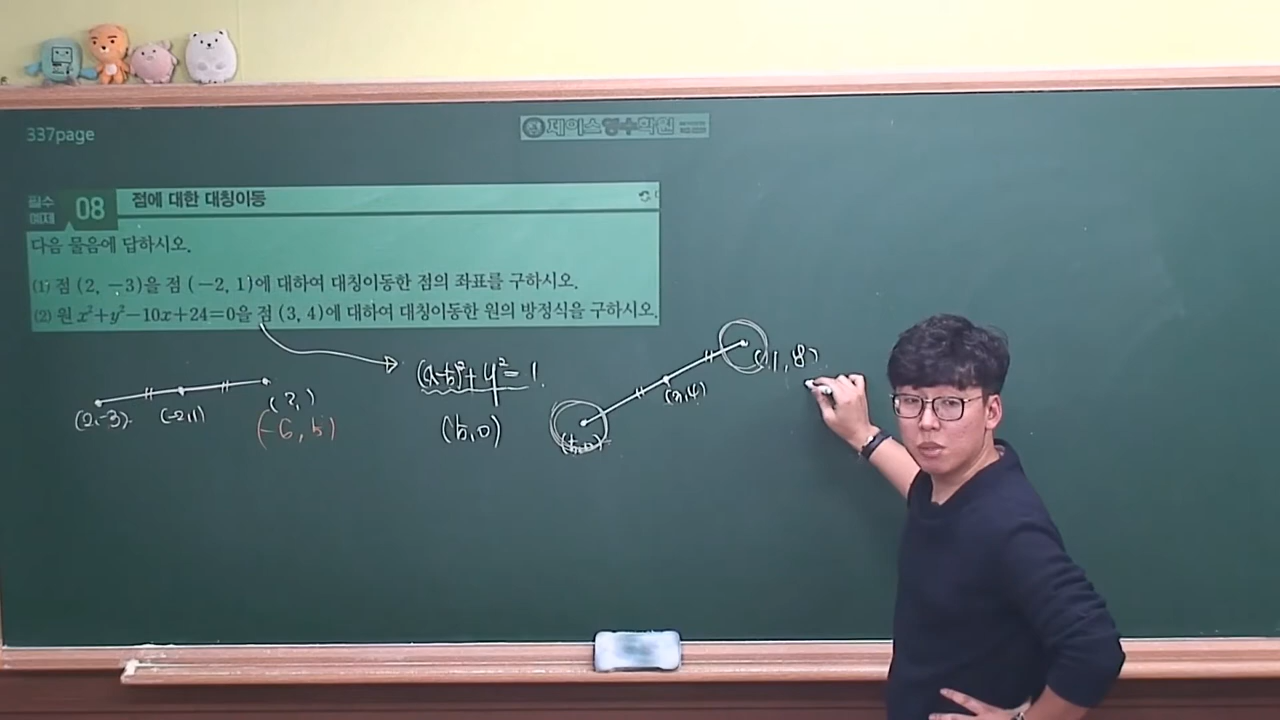 337page
제이스영수학원
필수
예제
08
점에 대한 대칭이동
다음 물음에 답하시오.
(1) 점 (2, −3)을 점 (−2, 1)에 대하여 대칭이동한 점의 좌표를 구하시오.
(2) 원 x²+y²−10x+24=0을 점 (3, 4)에 대하여 대칭이동한 원의 방정식을 구하시오.
(2,-3)
(-2,1)
(?, )
(-6, 5)
(x-5)²+y²=1.
(5,0)
(5,0)
(3,4)
(1,8)